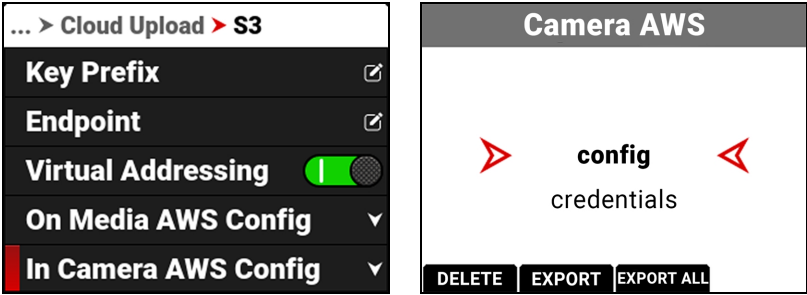 ... > Cloud Upload > S3
Key Prefix
Endpoint
Virtual Addressing
On Media AWS Config
In Camera AWS Config
Camera AWS
config
credentials
DELETE EXPORT EXPORT ALL